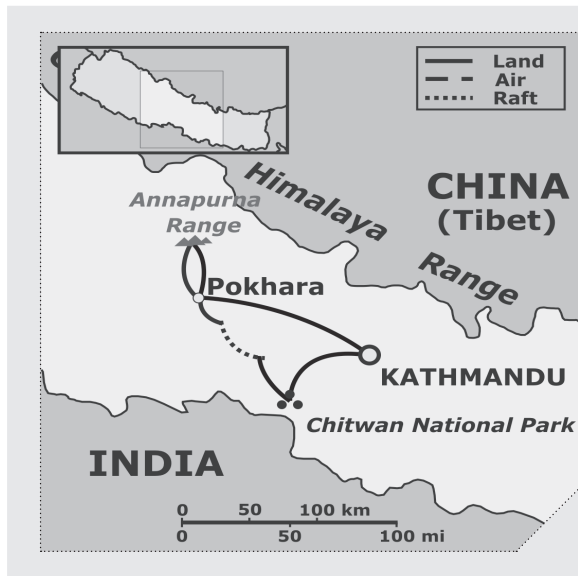 Land
Air
Raft
Himalaya
Range
CHINA
(Tibet)
Annapurna
Range
Pokhara
KATHMANDU
Chitwan National Park
INDIA
0 50 100 km
0 50 100 mi